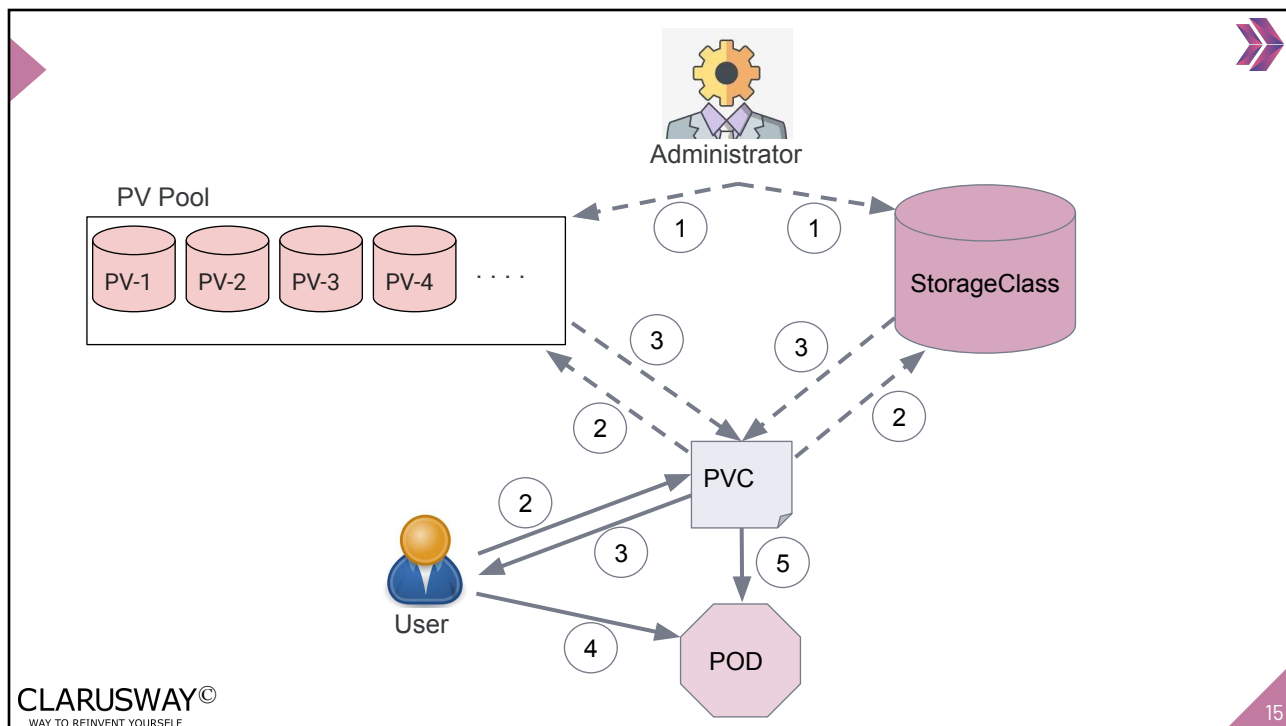 Administrator
PV Pool
1
1
PV-1
PV-2
PV-3
PV-4
. . . .
StorageClass
3
3
2
2
PVC
2
3
5
User
4
POD
CLARUSWAY©
WAY TO REINVENT YOURSELF
15